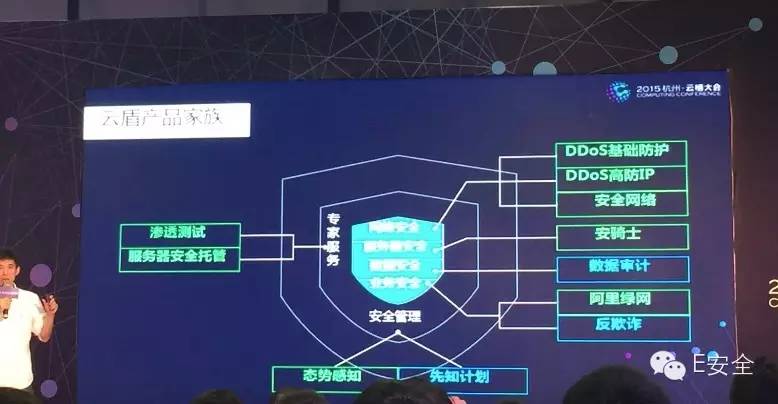 2015杭州·云栖大会
COMPUTING CONFERENCE
云盾产品家族
DDoS基础防护
DDoS高防IP
安全网络
专家服务
网络安全
服务器安全
数据安全
业务安全
渗透测试
服务器安全托管
安骑士
数据审计
阿里绿网
反欺诈
安全管理
态势感知
先知计划
E安全